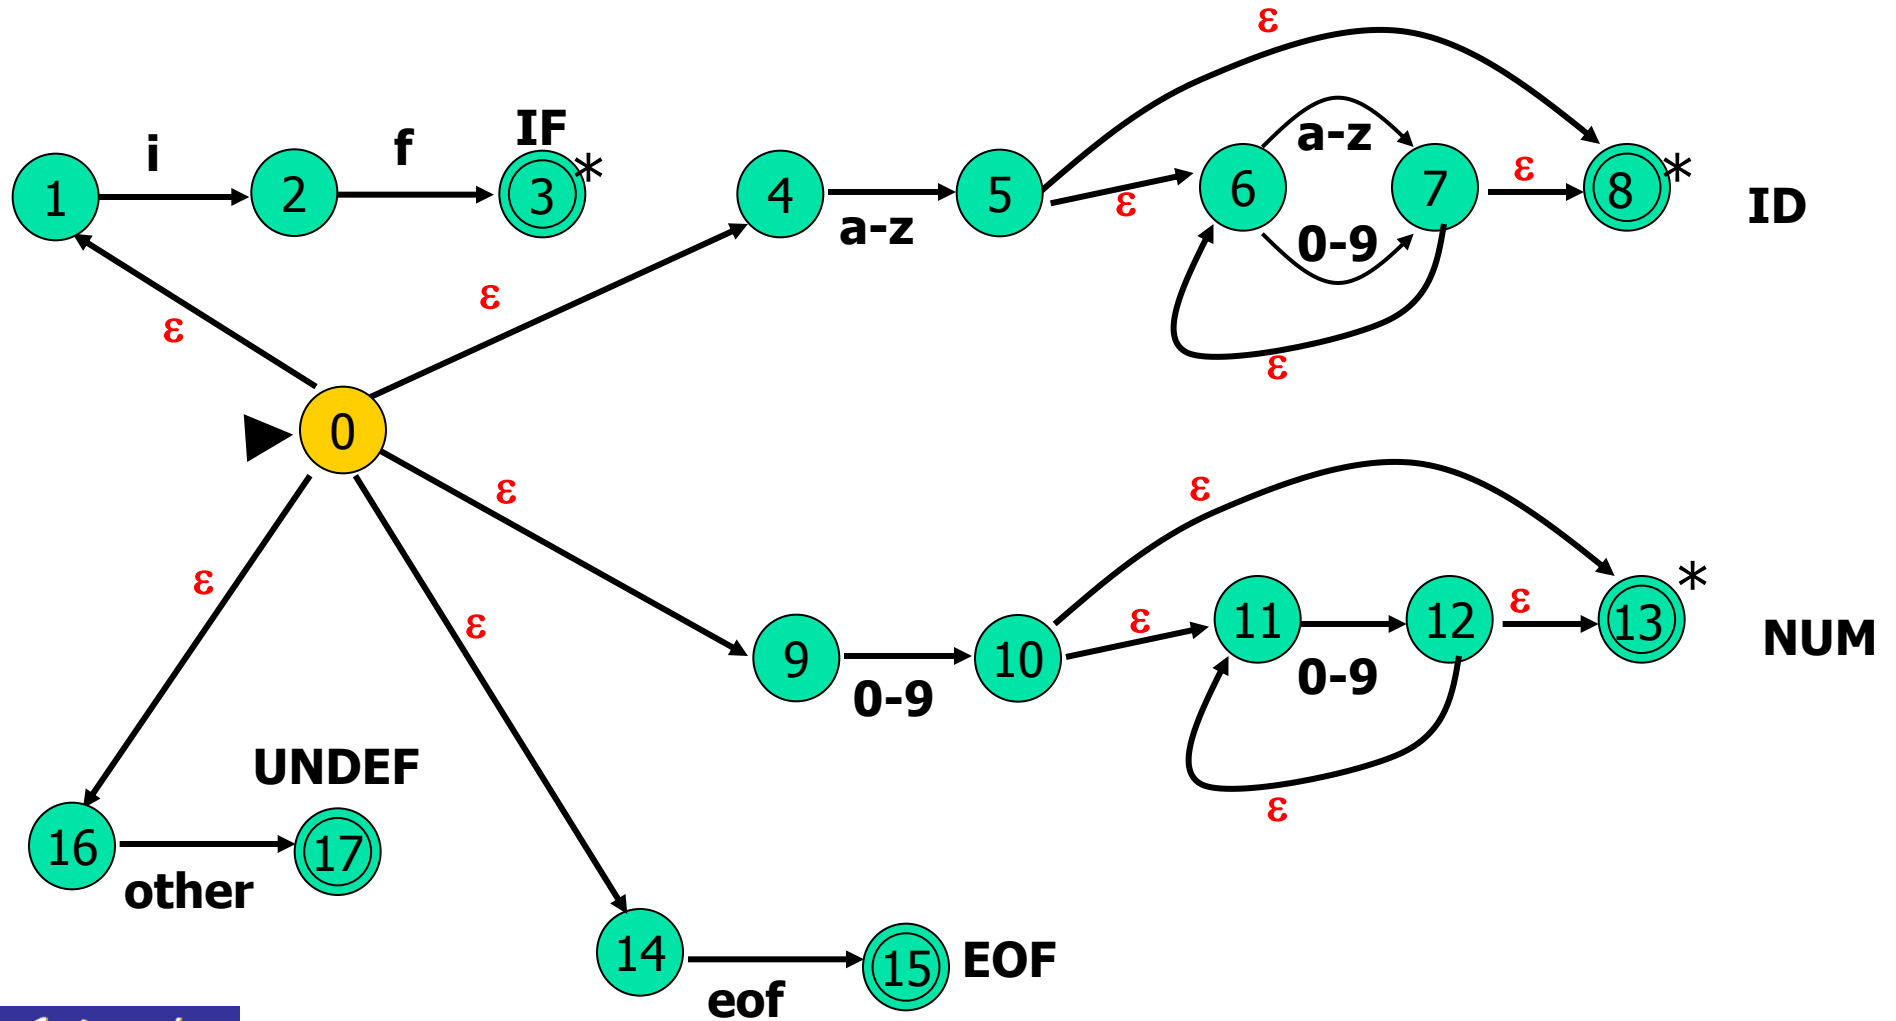 ε
IF
i f * a-z ε *
1 2 3 4 5 6 7 8
a-z ε 0-9 ID
ε ε
ε
0
ε ε
ε * 
ε ε 11 12 ε 13
9 10 NUM
0-9 0-9
UNDEF ε
16 17
other
14 15 EOF
eof